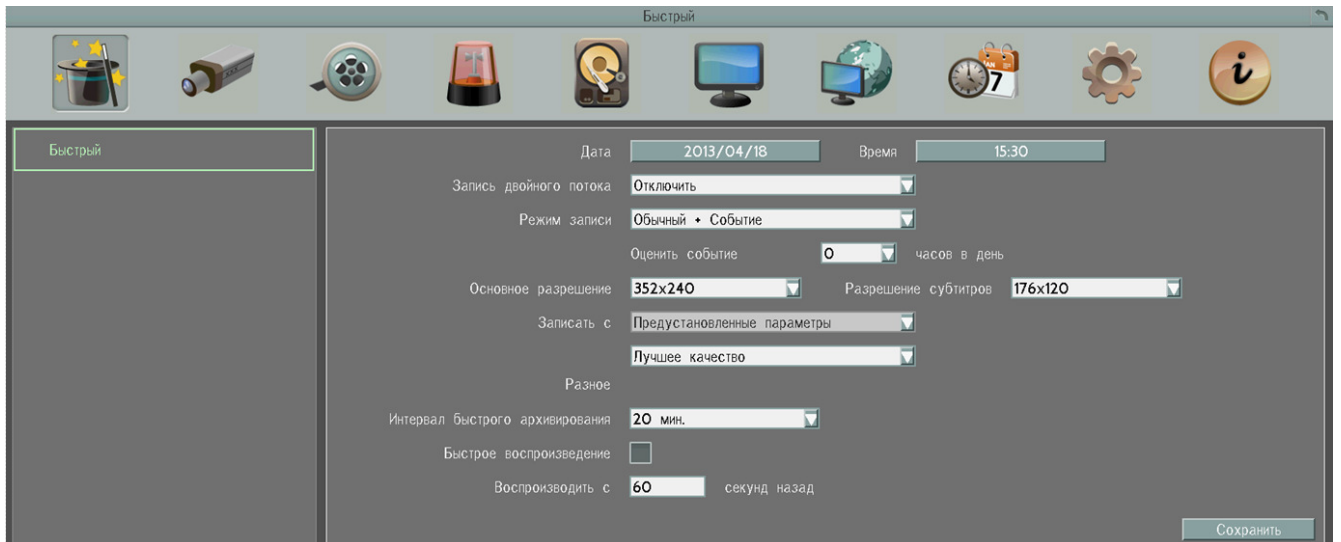 Быстрый
JAN
7
i
Быстрый
Дата 2013/04/18 Время 15:30
Запись двойного потока Отключить
Режим записи Обычный + Событие
Оценить событие 0 часов в день
Основное разрешение 352x240 Разрешение субтитров 176x120
Записать с Предустановленные параметры
Лучшее качество
Разное
Интервал быстрого архивирования 20 мин.
Быстрое воспроизведение
Воспроизводить с 60 секунд назад
Сохранить